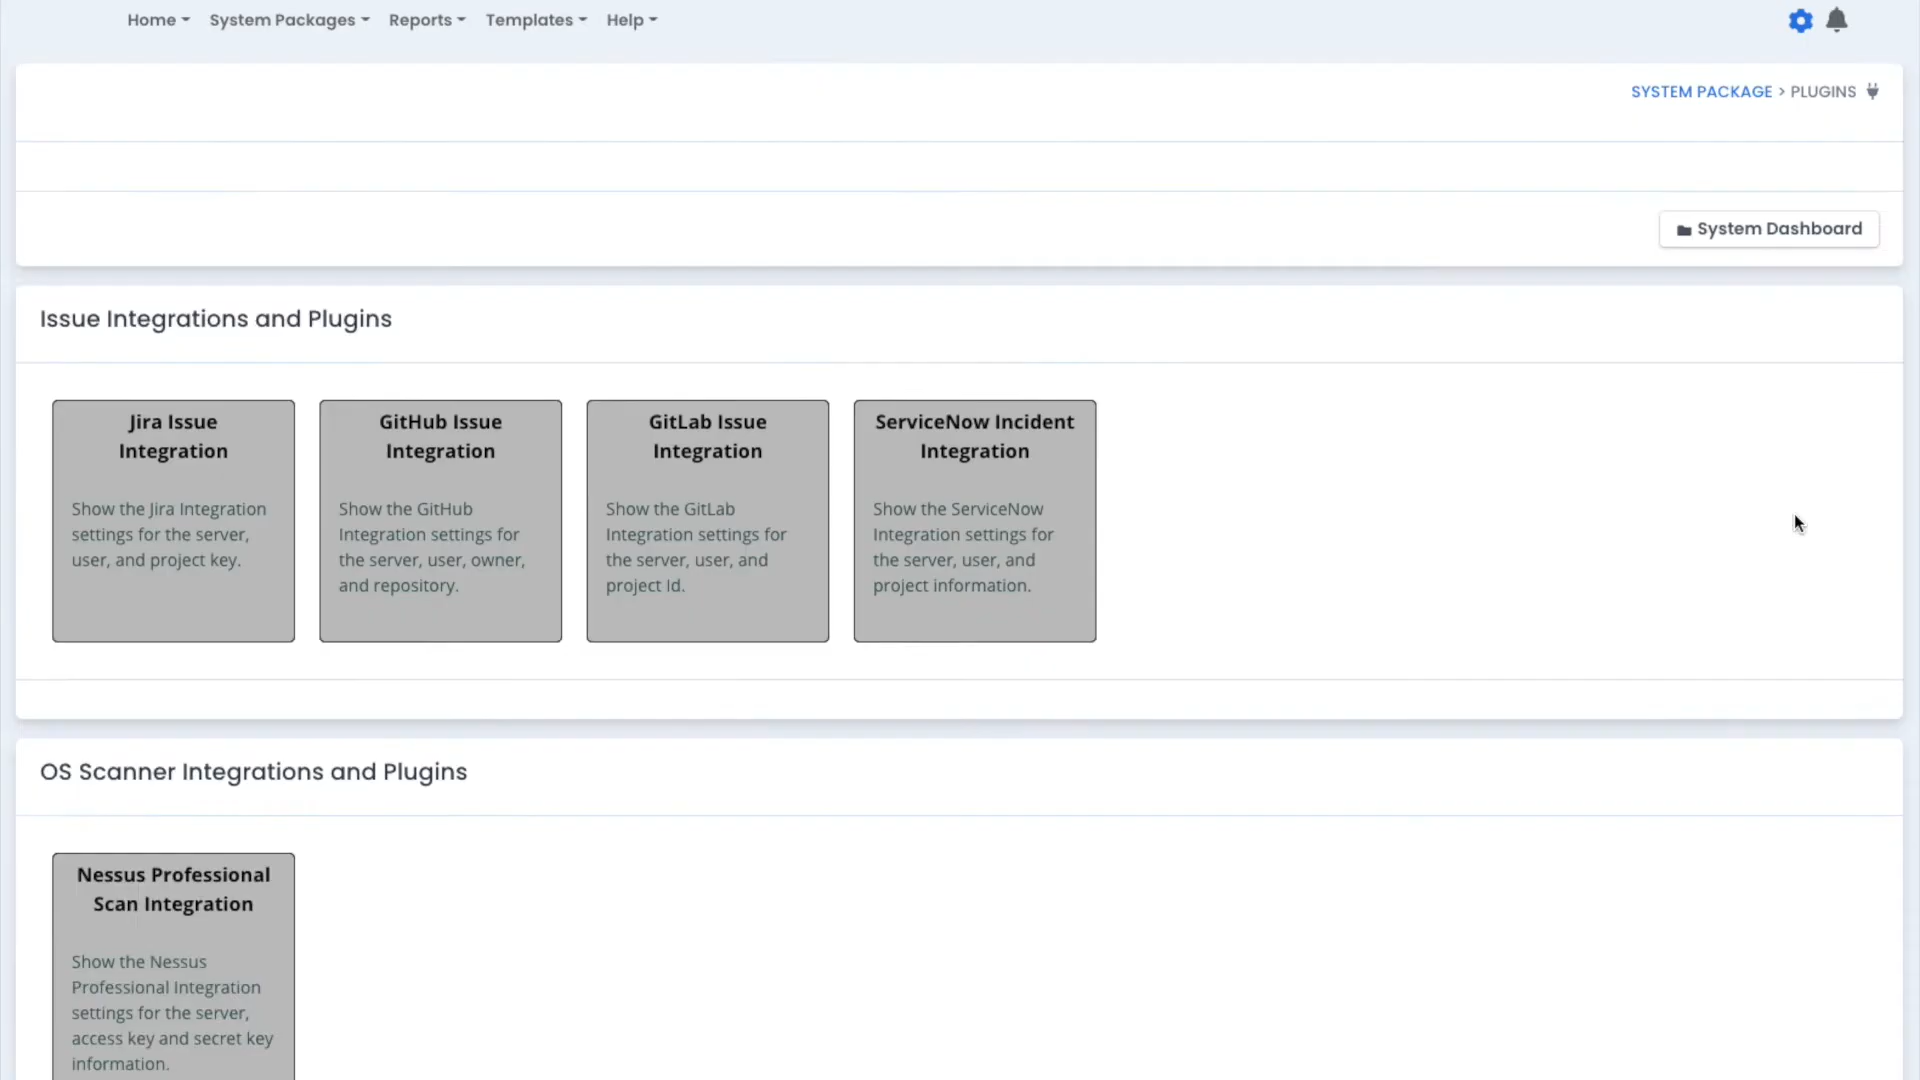 Home System Packages Reports Templates Help
SYSTEM PACKAGE > PLUGINS
System Dashboard
Issue Integrations and Plugins
Jira Issue
Integration
Show the Jira Integration
settings for the server,
user, and project key.
GitHub Issue
Integration
Show the GitHub
Integration settings for
the server, user, owner,
and repository.
GitLab Issue
Integration
Show the GitLab
Integration settings for
the server, user, and
project Id.
ServiceNow Incident
Integration
Show the ServiceNow
Integration settings for
the server, user, and
project information.
OS Scanner Integrations and Plugins
Nessus Professional
Scan Integration
Show the Nessus
Professional Integration
settings for the server,
access key and secret key
information.